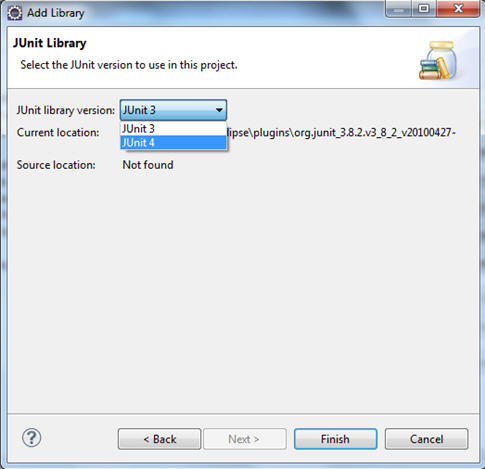 Add Library
JUnit Library
Select the JUnit version to use in this project.
JUnit library version: JUnit 3
JUnit 3
Current location: lipse\plugins\org.junit_3.8.2.v3_8_2_v20100427-
JUnit 4
Source location: Not found
? < Back Next > Finish Cancel